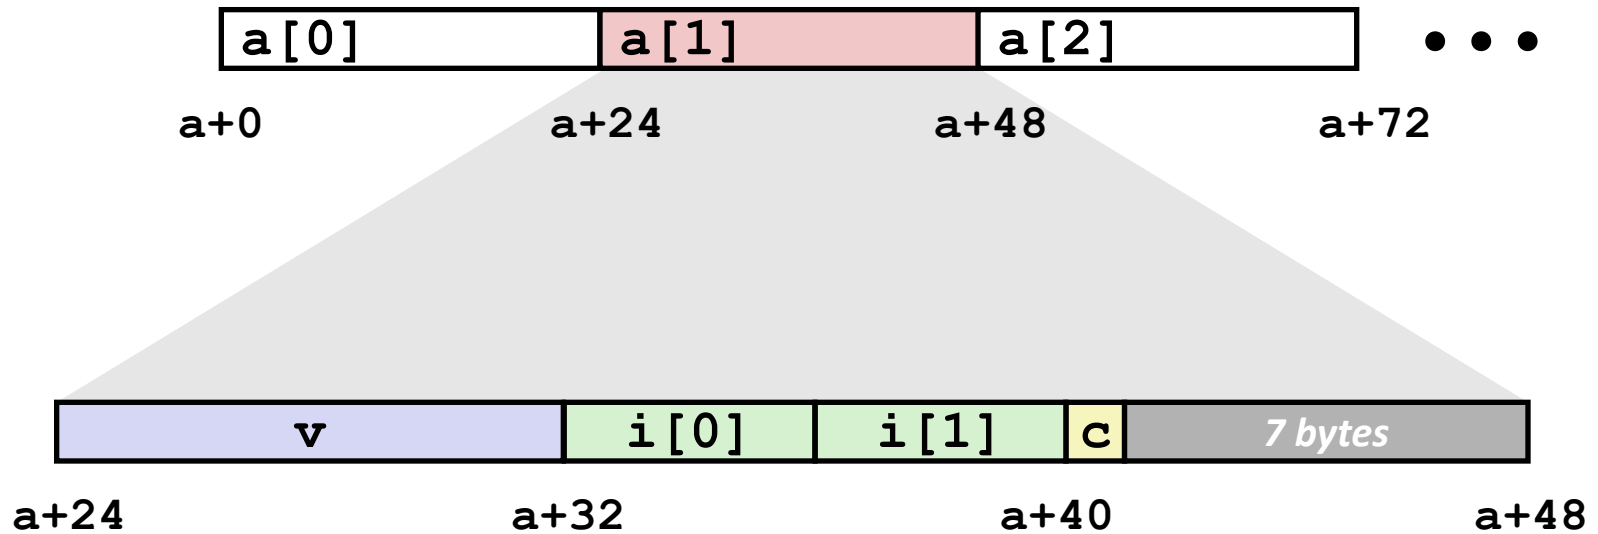 a[0] a[1] a[2] •••
a+0 a+24 a+48 a+72
v i[0] i[1] c 7 bytes
a+24 a+32 a+40 a+48